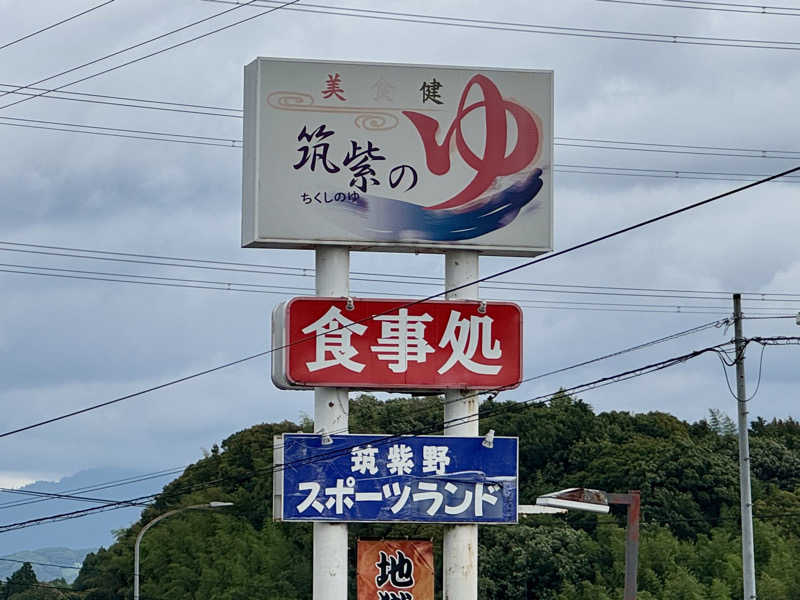 美 食 健
筑紫の ゆ
ちくしのゆ
食事処
筑紫野
スポーツランド
地獄